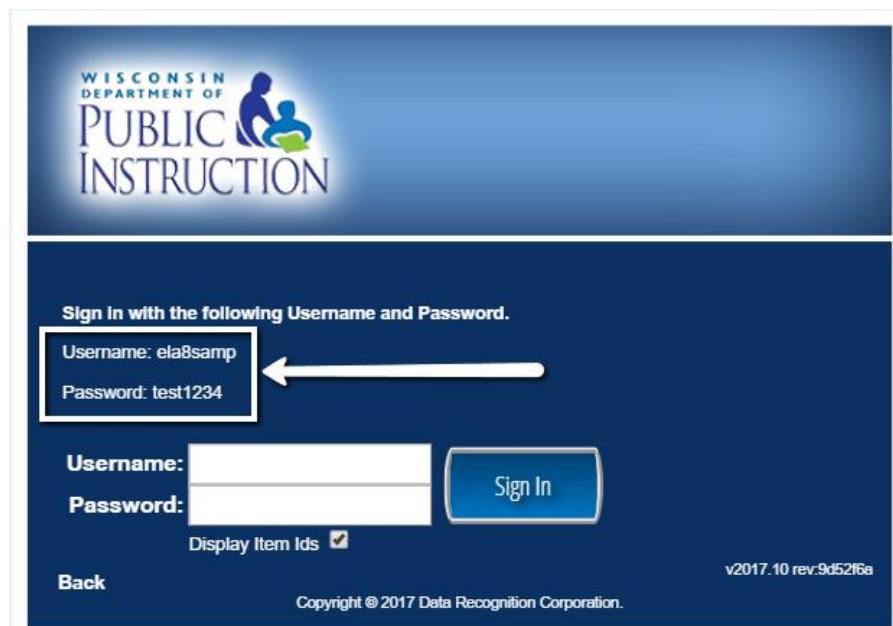 WISCONSIN
DEPARTMENT OF
PUBLIC
INSTRUCTION
Sign in with the following Username and Password.
Username: ela8samp
Password: test1234
Username:
Password:
Sign In
Display Item Ids
Back
v2017.10 rev:9d52f6a
Copyright © 2017 Data Recognition Corporation.